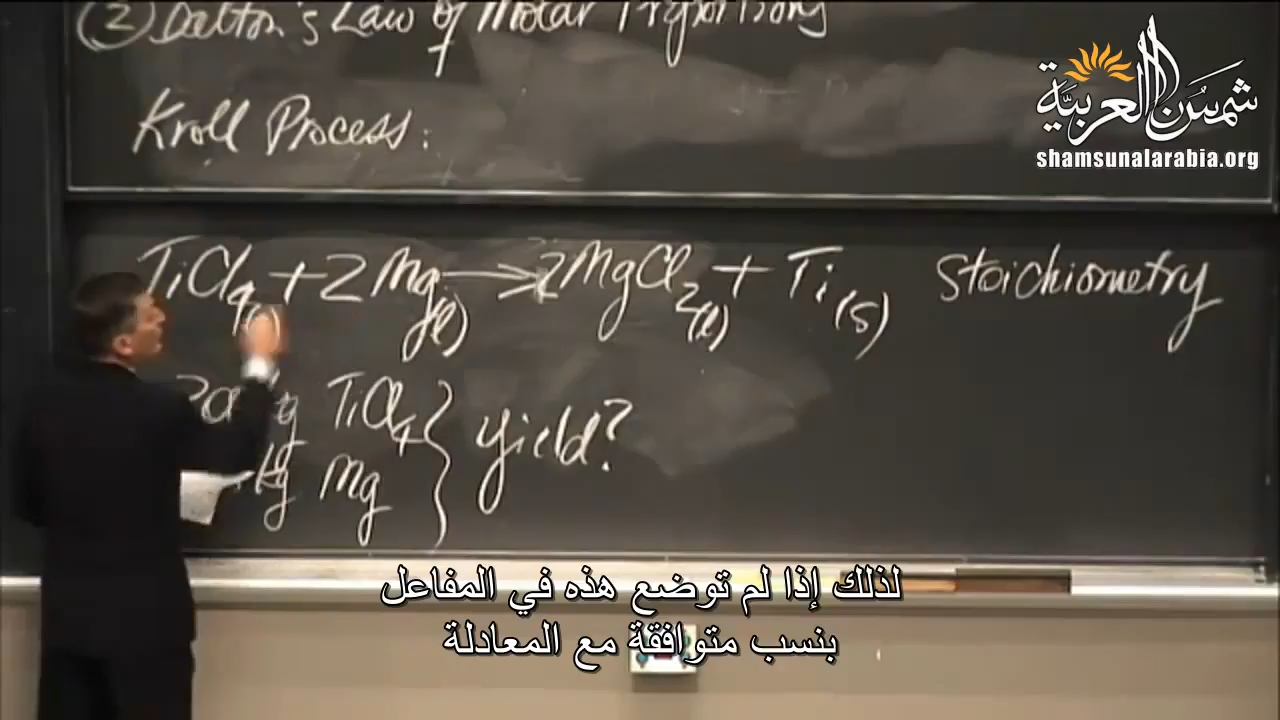 (2) Dalton's Law of Molar Proportions
شمس العربية
shamsunalarabia.org
Kroll Process:
TiCl4 + 2Mg(l) → 2MgCl2(l) + Ti(s) Stoichiometry
TiCl4
kg Mg
} yield?
لذلك إذا لم توضع هذه في المفاعل
بنسب متوافقة مع المعادلة